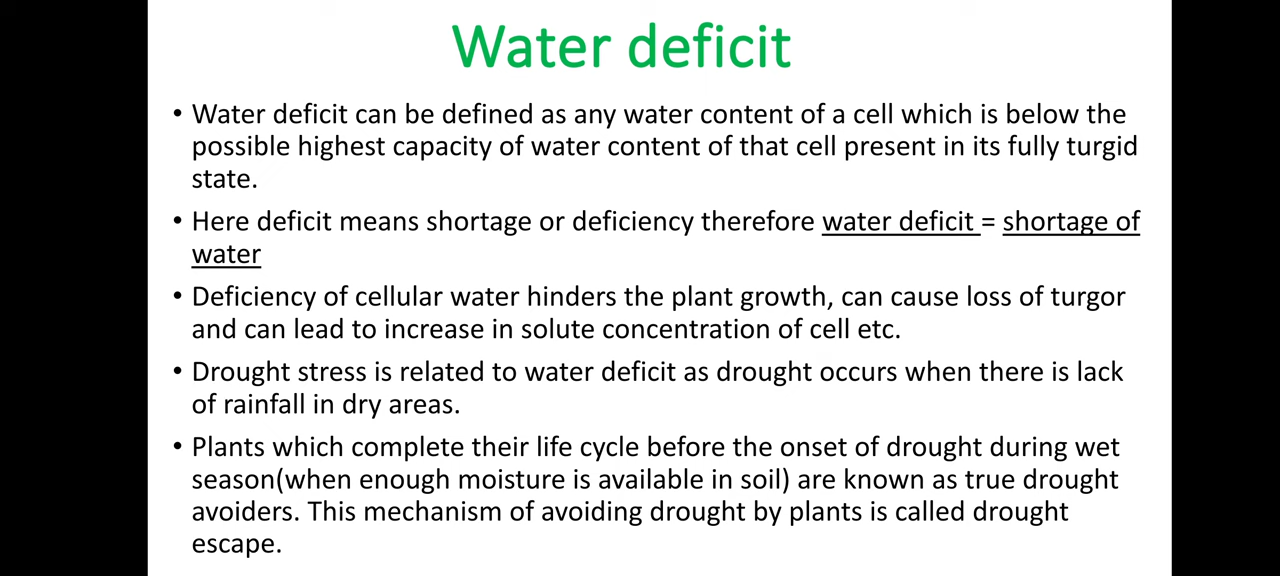 Water deficit
• Water deficit can be defined as any water content of a cell which is below the
possible highest capacity of water content of that cell present in its fully turgid
state.
• Here deficit means shortage or deficiency therefore water deficit = shortage of
water
• Deficiency of cellular water hinders the plant growth, can cause loss of turgor
and can lead to increase in solute concentration of cell etc.
• Drought stress is related to water deficit as drought occurs when there is lack
of rainfall in dry areas.
• Plants which complete their life cycle before the onset of drought during wet
season(when enough moisture is available in soil) are known as true drought
avoiders. This mechanism of avoiding drought by plants is called drought
escape.